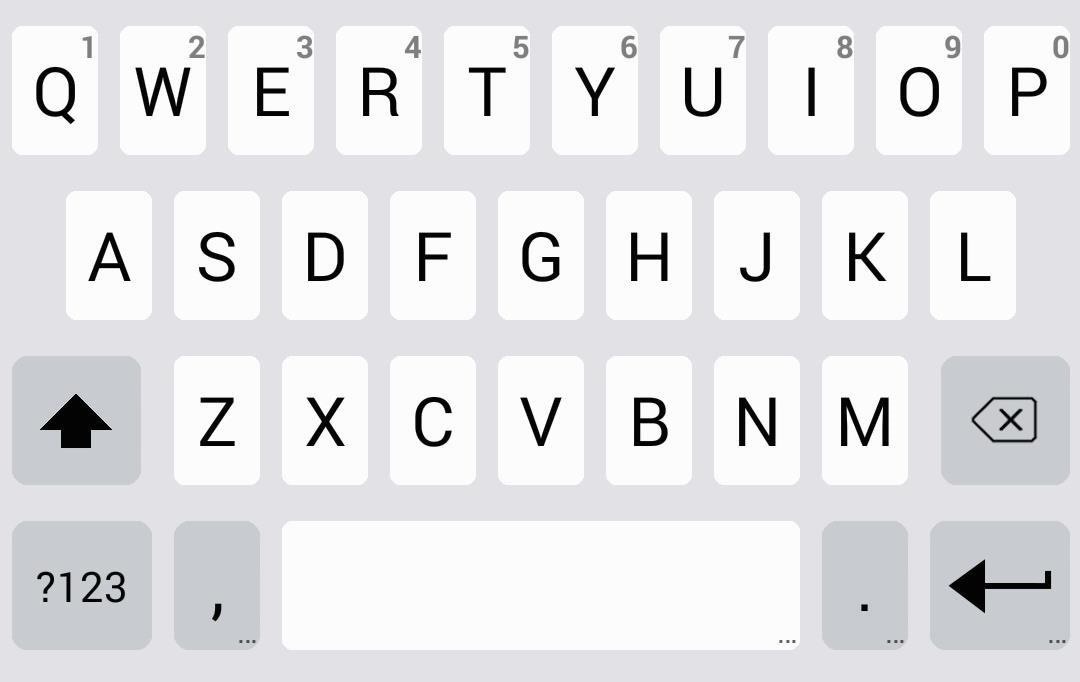 Q 1 W 2 E 3 R 4 T 5 Y 6 U 7 I 8 O 9 P 0
A S D F G H J K L
Z X C V B N M
?123 , ... ... . ... ...